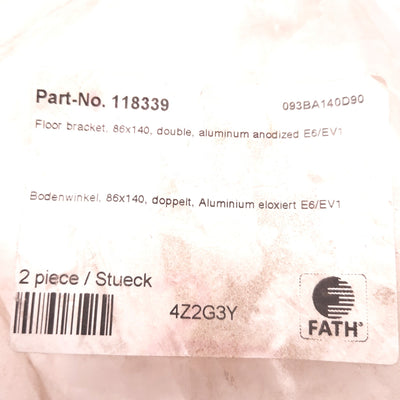 Part-No. 118339
093BA140D90
Floor bracket, 86x140, double, aluminum anodized E6/EV1
Bodenwinkel, 86x140, doppelt, Aluminium eloxiert E6/EV1
2 piece / Stueck
4Z2G3Y
FATH®